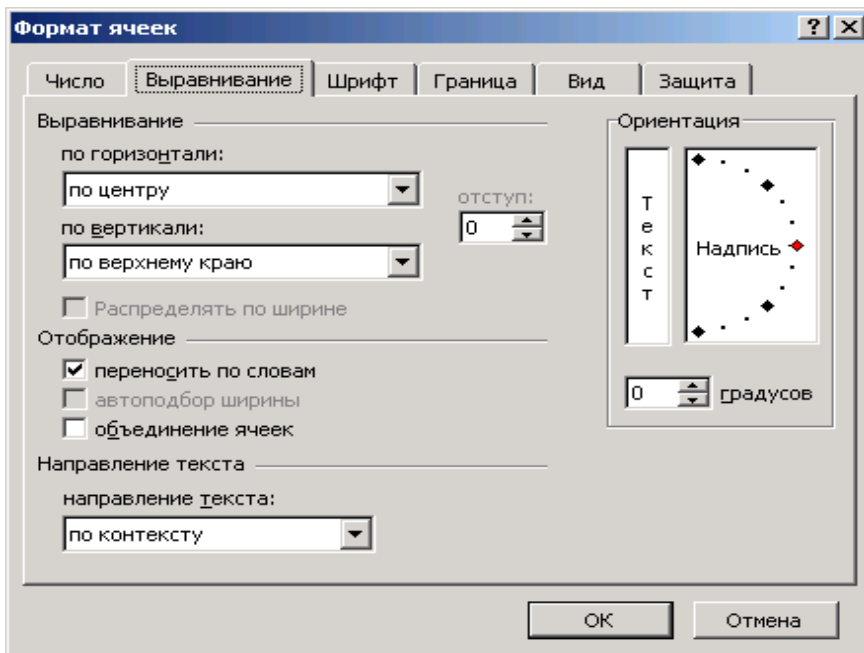 Формат ячеек
Число Выравнивание Шрифт Граница Вид Защита
Выравнивание
по горизонтали:
по центру
отступ:
0
по вертикали:
по верхнему краю
Распределять по ширине
Отображение
переносить по словам
автоподбор ширины
объединение ячеек
Направление текста
направление текста:
по контексту
Ориентация
Текст
Надпись
0 градусов
ОК Отмена